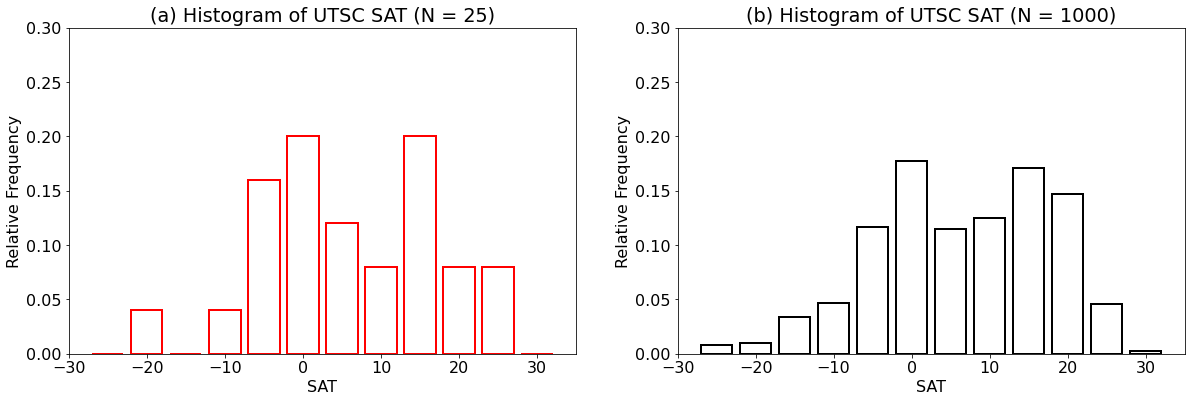 (a) Histogram of UTSC SAT (N = 25)
0.30
0.25
0.20
0.15
0.10
0.05
0.00
Relative Frequency
−30 −20 −10 0 10 20 30
SAT
(b) Histogram of UTSC SAT (N = 1000)
0.30
0.25
0.20
0.15
0.10
0.05
0.00
Relative Frequency
−30 −20 −10 0 10 20 30
SAT